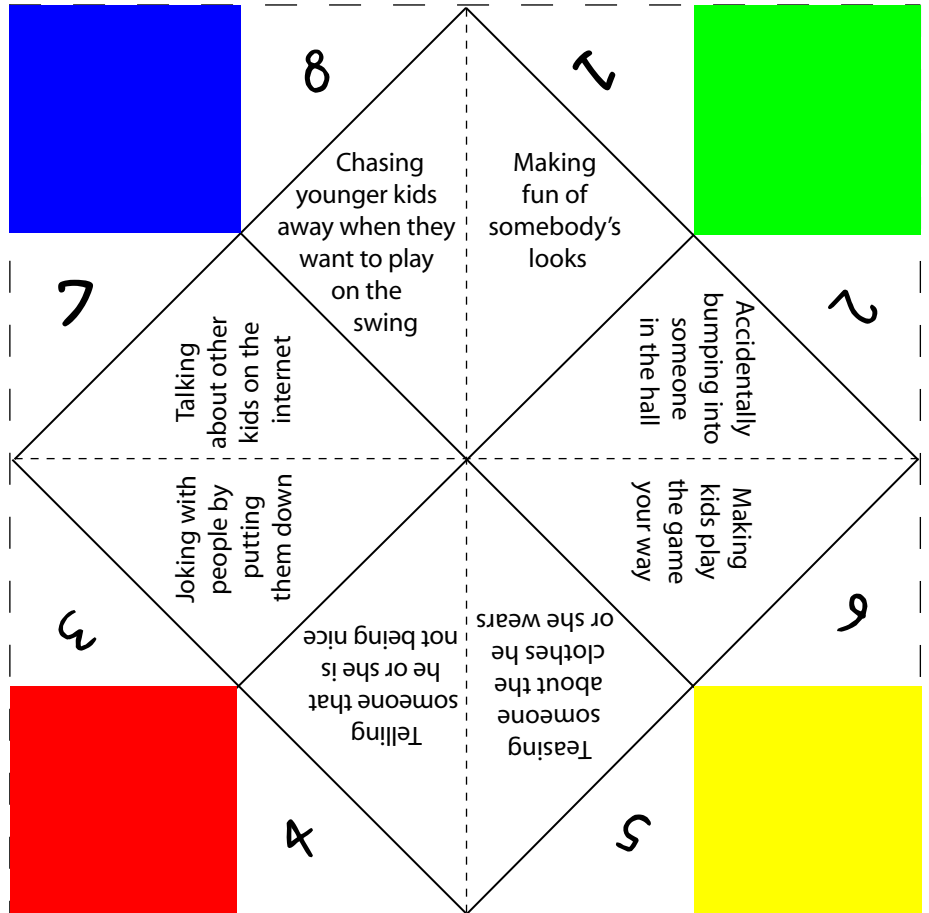 8
1
Chasing
younger kids
away when they
want to play
on the
swing
Making
fun of
somebody's
looks
7
2
Talking
about other
kids on the
internet
Accidentally
bumping into
someone
in the hall
Joking with
people by
putting
them down
Making
kids play
the game
your way
3
6
Telling
someone that
he or she is
not being nice
Teasing
someone
about the
clothes he
or she wears
4
5